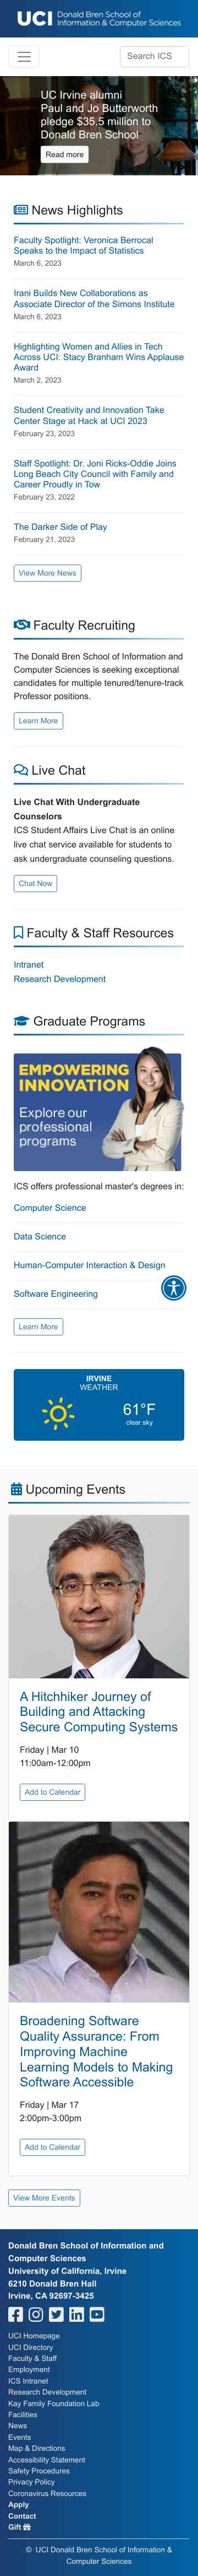 UCI Donald Bren School of
Information & Computer Sciences
Search ICS
UC Irvine alumni
Paul and Jo Butterworth
pledge $35.5 million to
Donald Bren School
Read more
News Highlights
Faculty Spotlight: Veronica Berrocal
Speaks to the Impact of Statistics
March 6, 2023
Irani Builds New Collaborations as
Associate Director of the Simons Institute
March 6, 2023
Highlighting Women and Allies in Tech
Across UCI: Stacy Branham Wins Applause
Award
March 2, 2023
Student Creativity and Innovation Take
Center Stage at Hack at UCI 2023
February 23, 2023
Staff Spotlight: Dr. Joni Ricks-Oddie Joins
Long Beach City Council with Family and
Career Proudly in Tow
February 23, 2022
The Darker Side of Play
February 21, 2023
View More News
Faculty Recruiting
The Donald Bren School of Information and
Computer Sciences is seeking exceptional
candidates for multiple tenured/tenure-track
Professor positions.
Learn More
Live Chat
Live Chat With Undergraduate
Counselors
ICS Student Affairs Live Chat is an online
live chat service available for students to
ask undergraduate counseling questions.
Chat Now
Faculty & Staff Resources
Intranet
Research Development
Graduate Programs
EMPOWERING
INNOVATION
Explore our
professional
programs
ICS offers professional master's degrees in:
Computer Science
Data Science
Human-Computer Interaction & Design
Software Engineering
Learn More
IRVINE
WEATHER
61°F
clear sky
Upcoming Events
A Hitchhiker Journey of
Building and Attacking
Secure Computing Systems
Friday | Mar 10
11:00am-12:00pm
Add to Calendar
Broadening Software
Quality Assurance: From
Improving Machine
Learning Models to Making
Software Accessible
Friday | Mar 17
2:00pm-3:00pm
Add to Calendar
View More Events
Donald Bren School of Information and
Computer Sciences
University of California, Irvine
6210 Donald Bren Hall
Irvine, CA 92697-3425
UCI Homepage
UCI Directory
Faculty & Staff
Employment
ICS Intranet
Research Development
Kay Family Foundation Lab
Facilities
News
Events
Map & Directions
Accessibility Statement
Safety Procedures
Privacy Policy
Coronavirus Resources
Apply
Contact
Gift
© UCI Donald Bren School of Information &
Computer Sciences